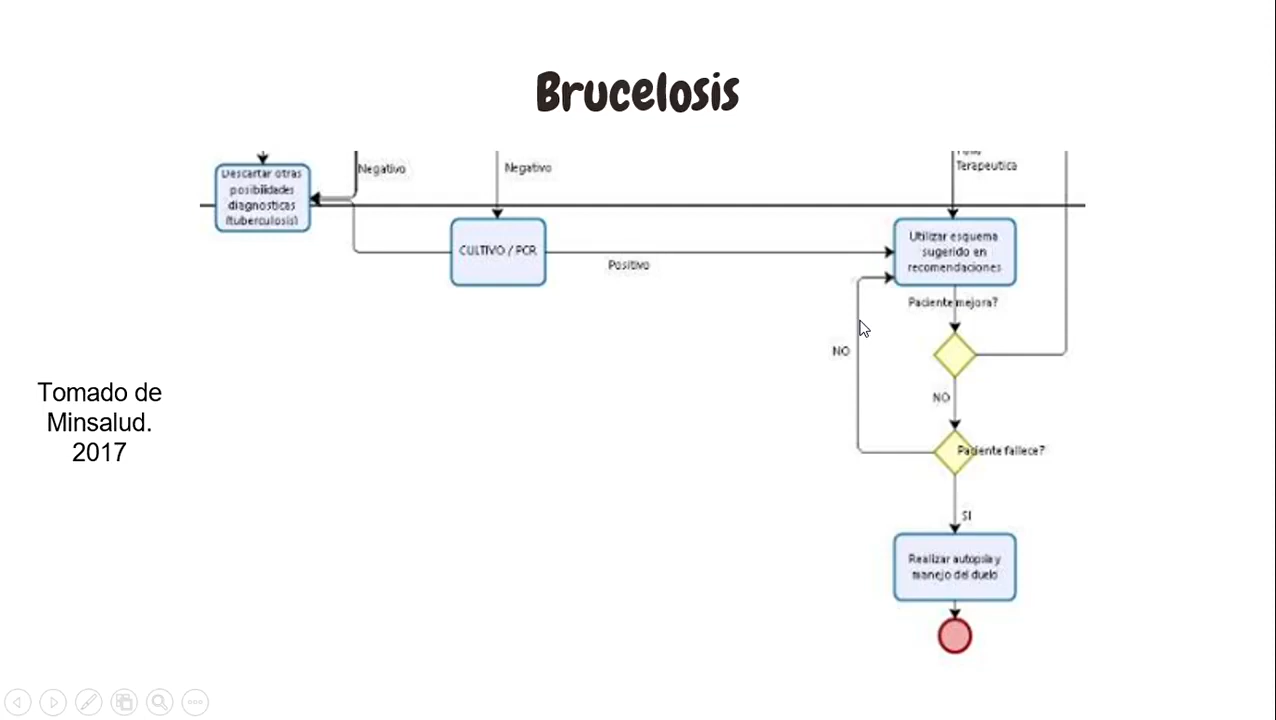 Brucelosis
Negativo
Negativo
Terapeutica
Descartar otras
posibilidades
diagnosticas
(tuberculosis)
CULTIVO / PCR
Positivo
Utilizar esquema
sugerido en
recomendaciones
Paciente mejora?
NO
NO
Paciente fallece?
SI
Realizar autopsia y
manejo del duelo
Tomado de
Minsalud.
2017